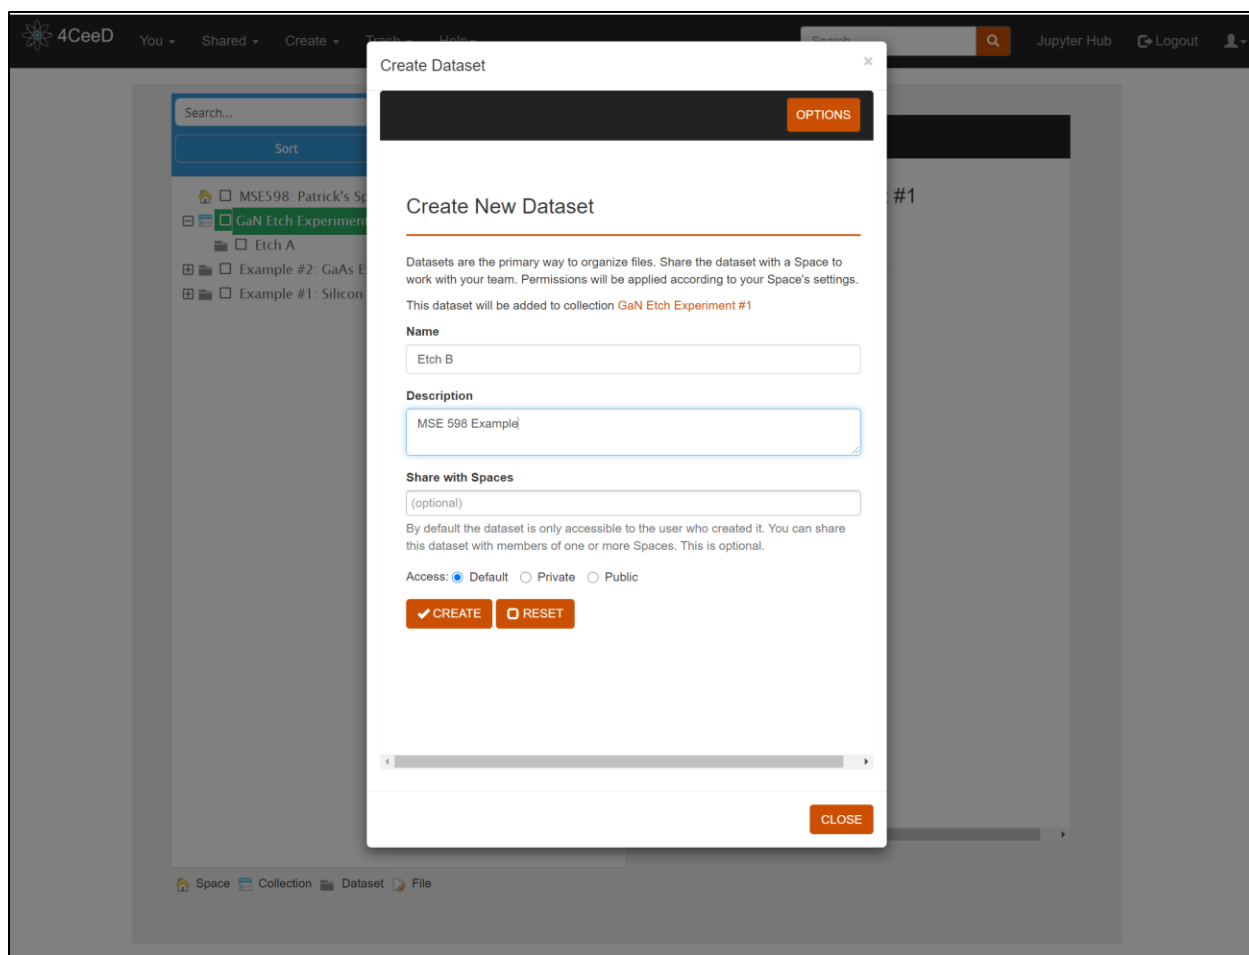 4CeeD
You
Shared
Create
Trash
Help
Search
Jupyter Hub
Logout
Create Dataset
×
Search...
Sort
MSE598: Patrick's Sp
GaN Etch Experiment
Etch A
Example #2: GaAs E
Example #1: Silicon
#1
OPTIONS
Create New Dataset
Datasets are the primary way to organize files. Share the dataset with a Space to
work with your team. Permissions will be applied according to your Space's settings.
This dataset will be added to collection GaN Etch Experiment #1
Name
Etch B
Description
MSE 598 Example
Share with Spaces
(optional)
By default the dataset is only accessible to the user who created it. You can share
this dataset with members of one or more Spaces. This is optional.
Access: Default Private Public
CREATE RESET
CLOSE
Space Collection Dataset File